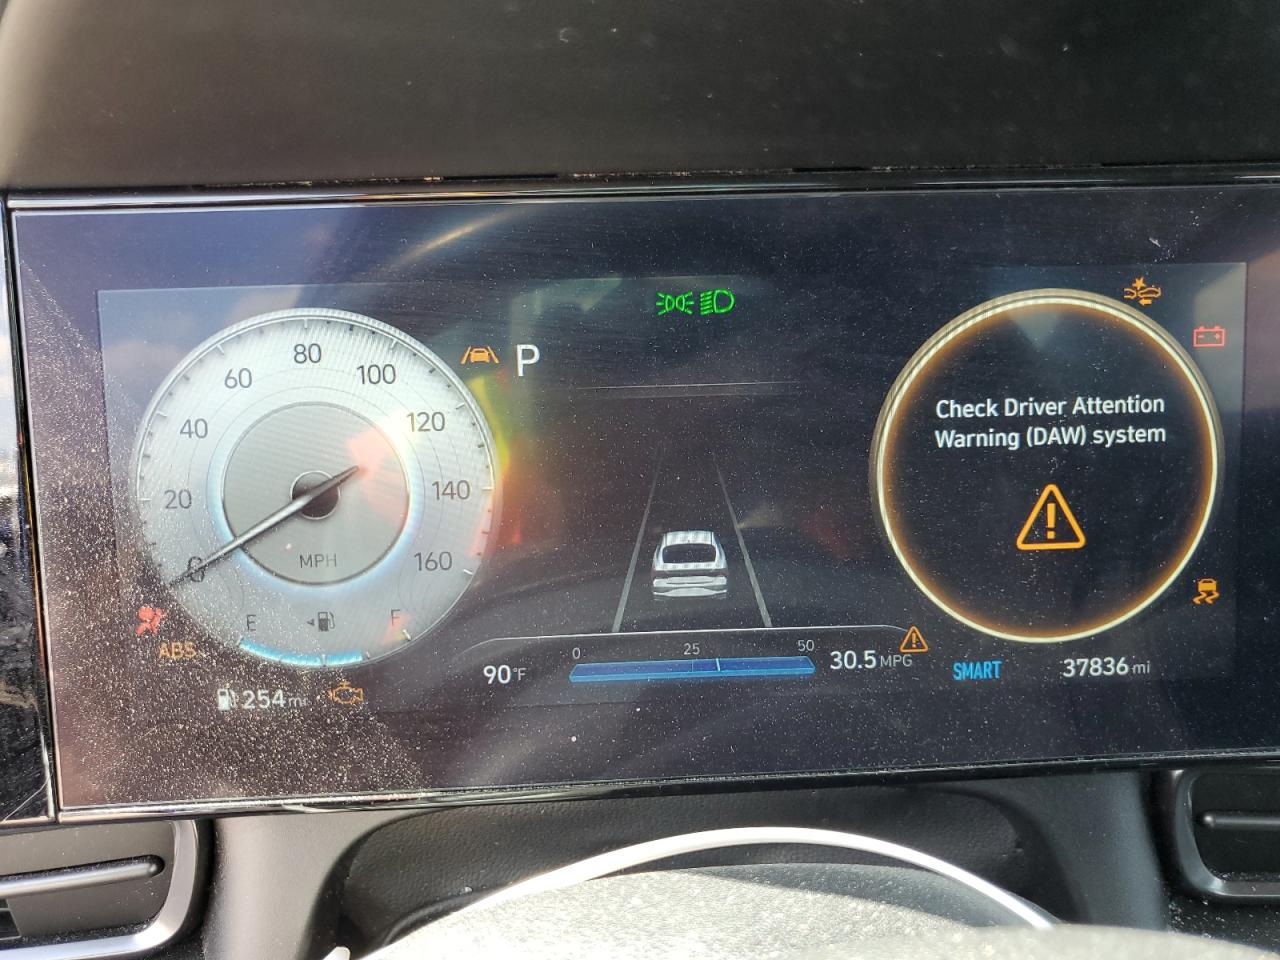 80
60
100
40
120
20
140
0
160
MPH
E
F
ABS
254 mi
P
0
25
50
90°F
30.5 MPG
Check Driver Attention
Warning (DAW) system
SMART
37836 mi